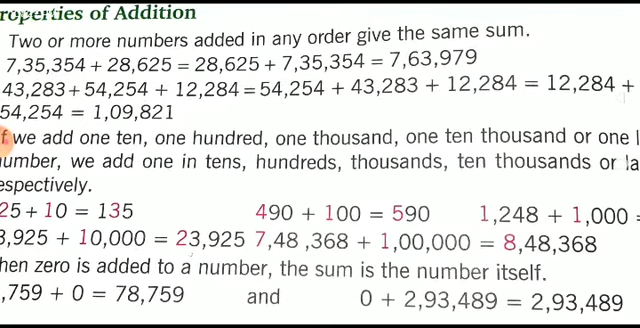 roperties of Addition
Two or more numbers added in any order give the same sum.
7,35,354 + 28,625 = 28,625 + 7,35,354 = 7,63,979
43,283 + 54,254 + 12,284 = 54,254 + 43,283 + 12,284 = 12,284 +
54,254 = 1,09,821
f we add one ten, one hundred, one thousand, one ten thousand or one l
umber, we add one in tens, hundreds, thousands, ten thousands or la
espectively.
25 + 10 = 135 490 + 100 = 590 1,248 + 1,000 =
3,925 + 10,000 = 23,925 7,48 ,368 + 1,00,000 = 8,48,368
hen zero is added to a number, the sum is the number itself.
,759 + 0 = 78,759 and 0 + 2,93,489 = 2,93,489